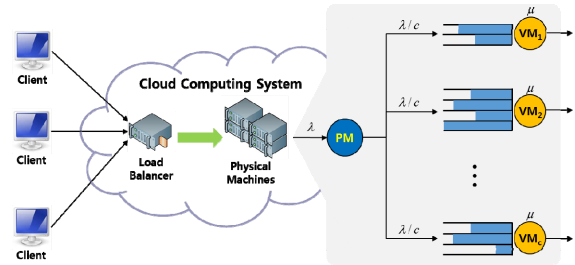 Client
Client
Client
Cloud Computing System
Load
Balancer
Physical
Machines
λ
PM
λ/c
μ
VM₁
λ/c
μ
VM₂
λ/c
μ
VMc